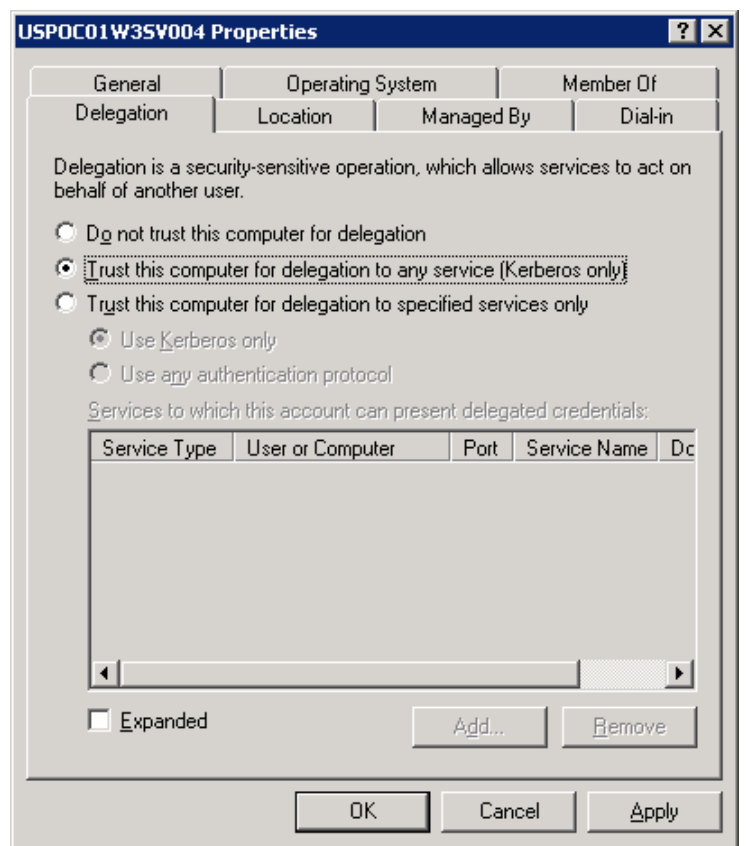 USPOC01W3SV004 Properties
General Operating System Member Of
Delegation Location Managed By Dial-in
Delegation is a security-sensitive operation, which allows services to act on
behalf of another user.
Do not trust this computer for delegation
Trust this computer for delegation to any service (Kerberos only)
Trust this computer for delegation to specified services only
Use Kerberos only
Use any authentication protocol
Services to which this account can present delegated credentials:
Service Type User or Computer Port Service Name Dc
Expanded Add... Remove
OK Cancel Apply